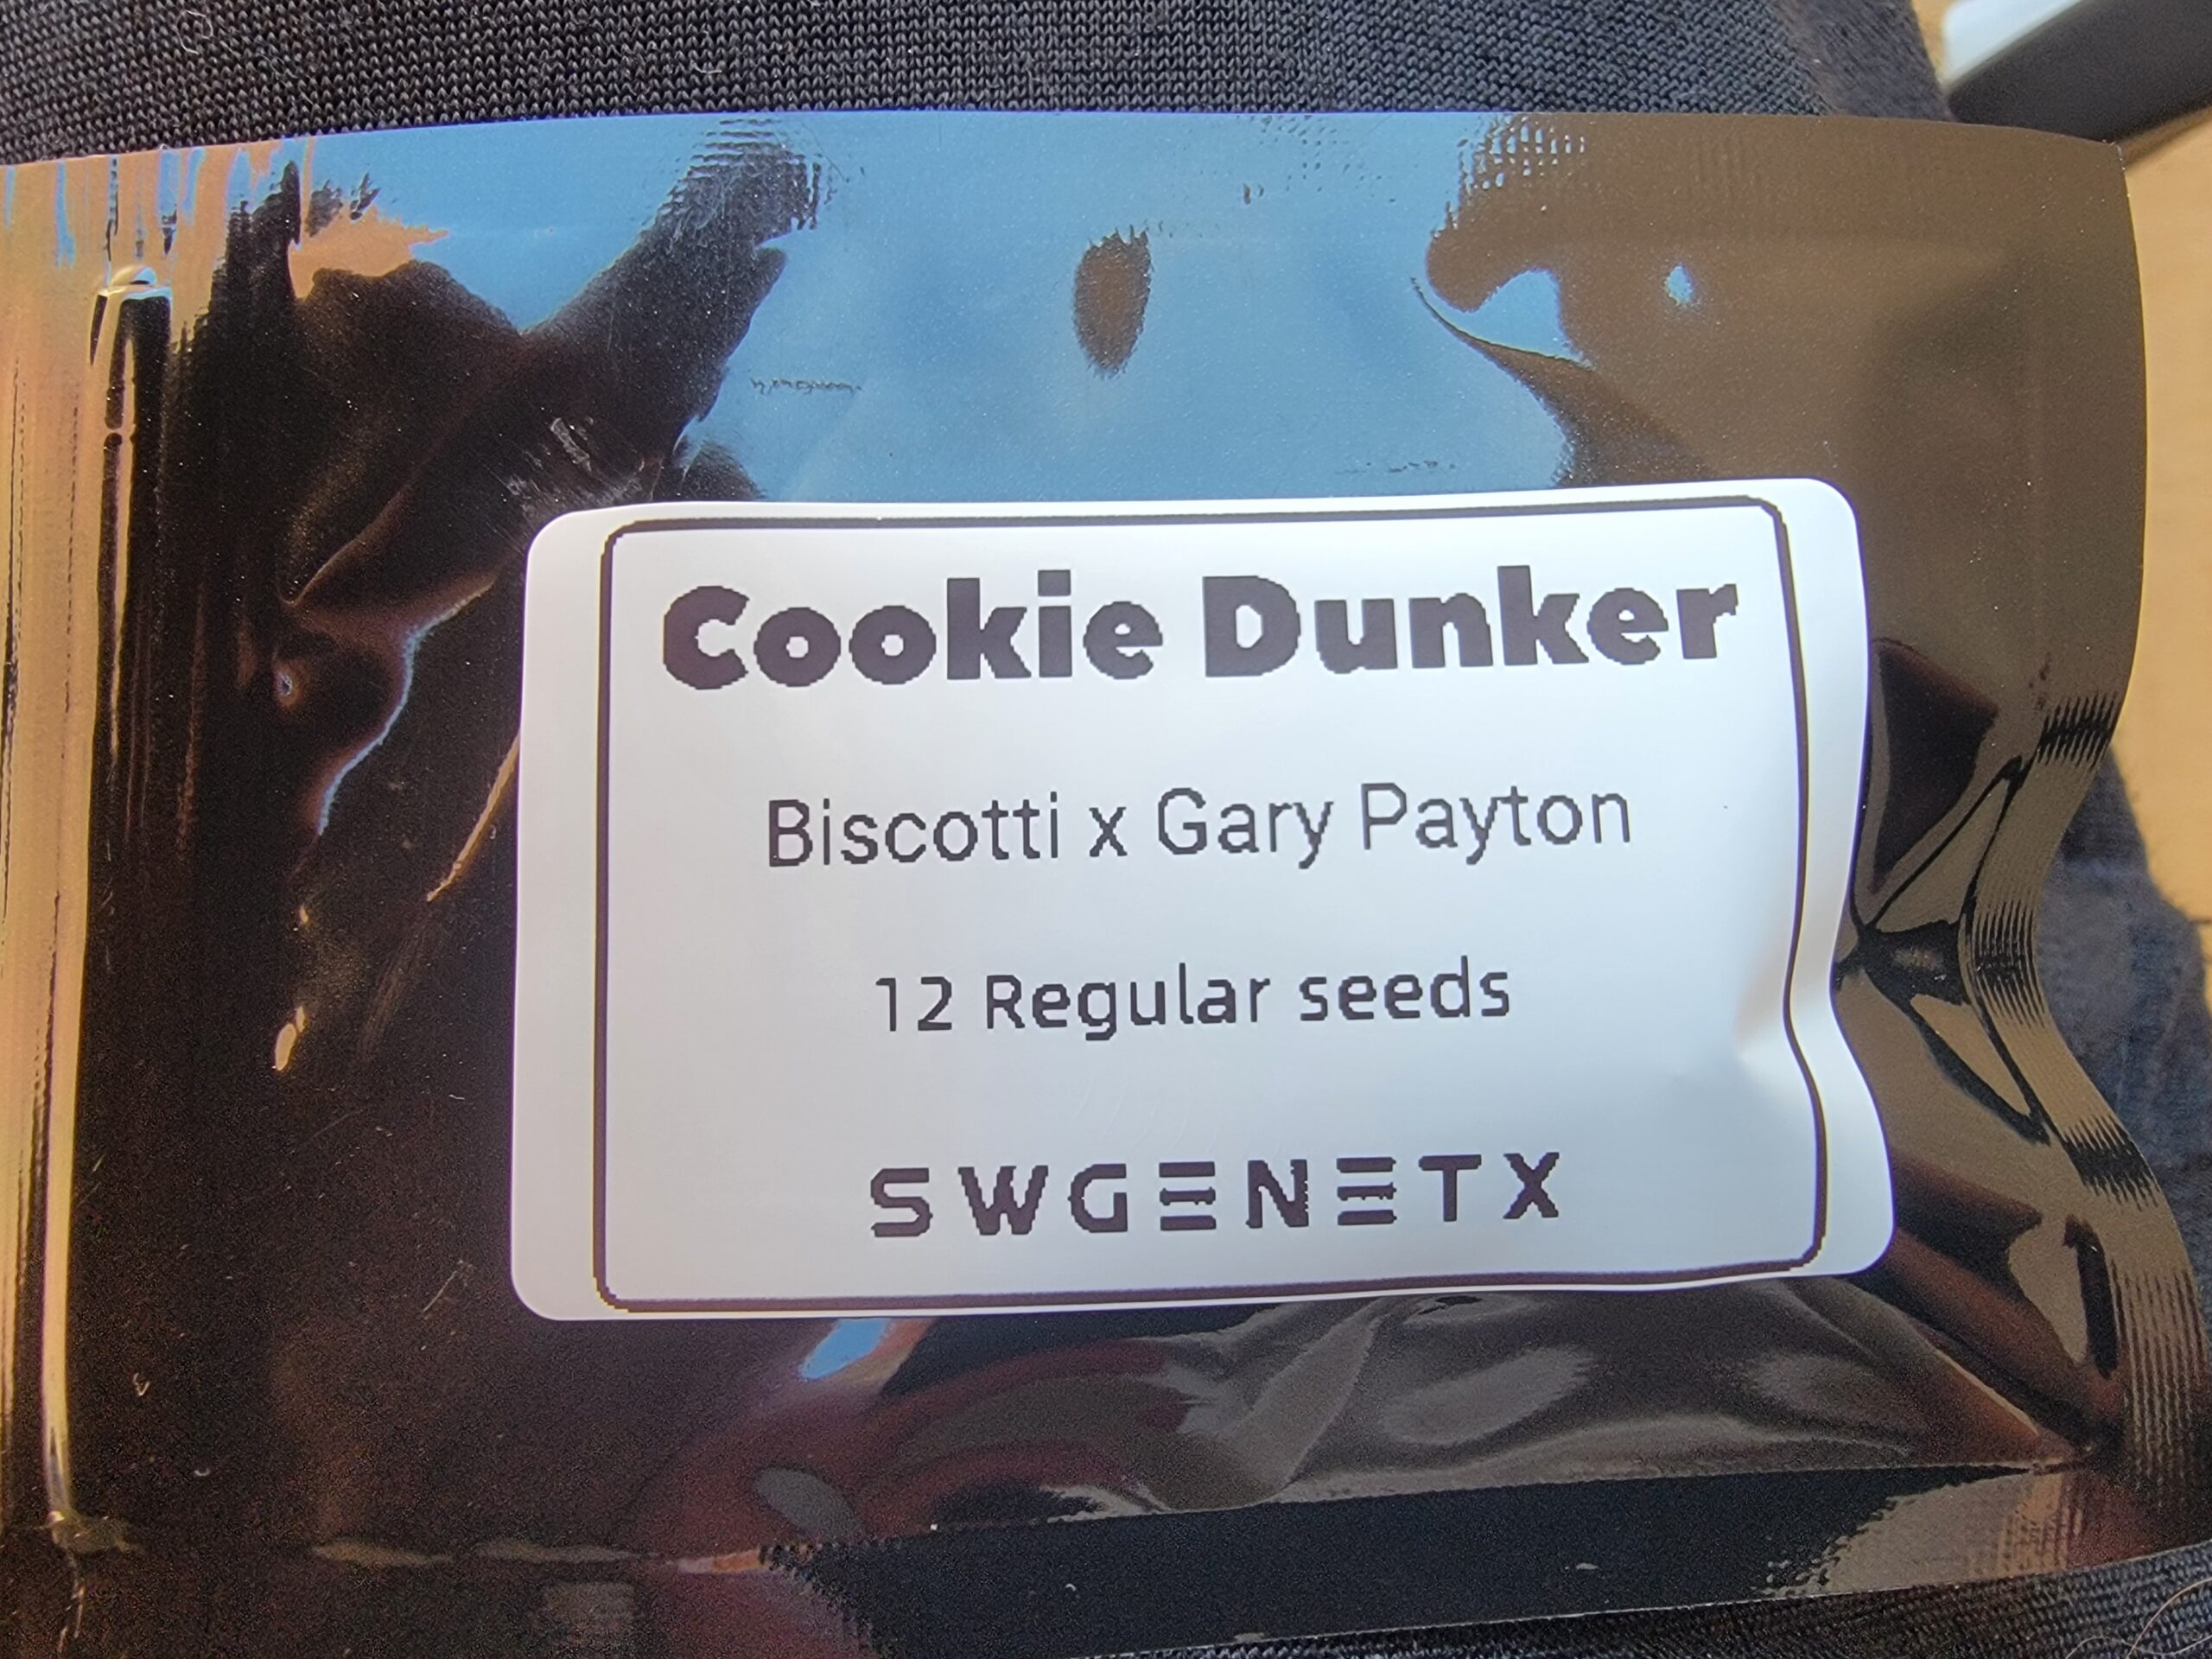 Cookie Dunker
Biscotti x Gary Payton
12 Regular seeds
SWGENETX